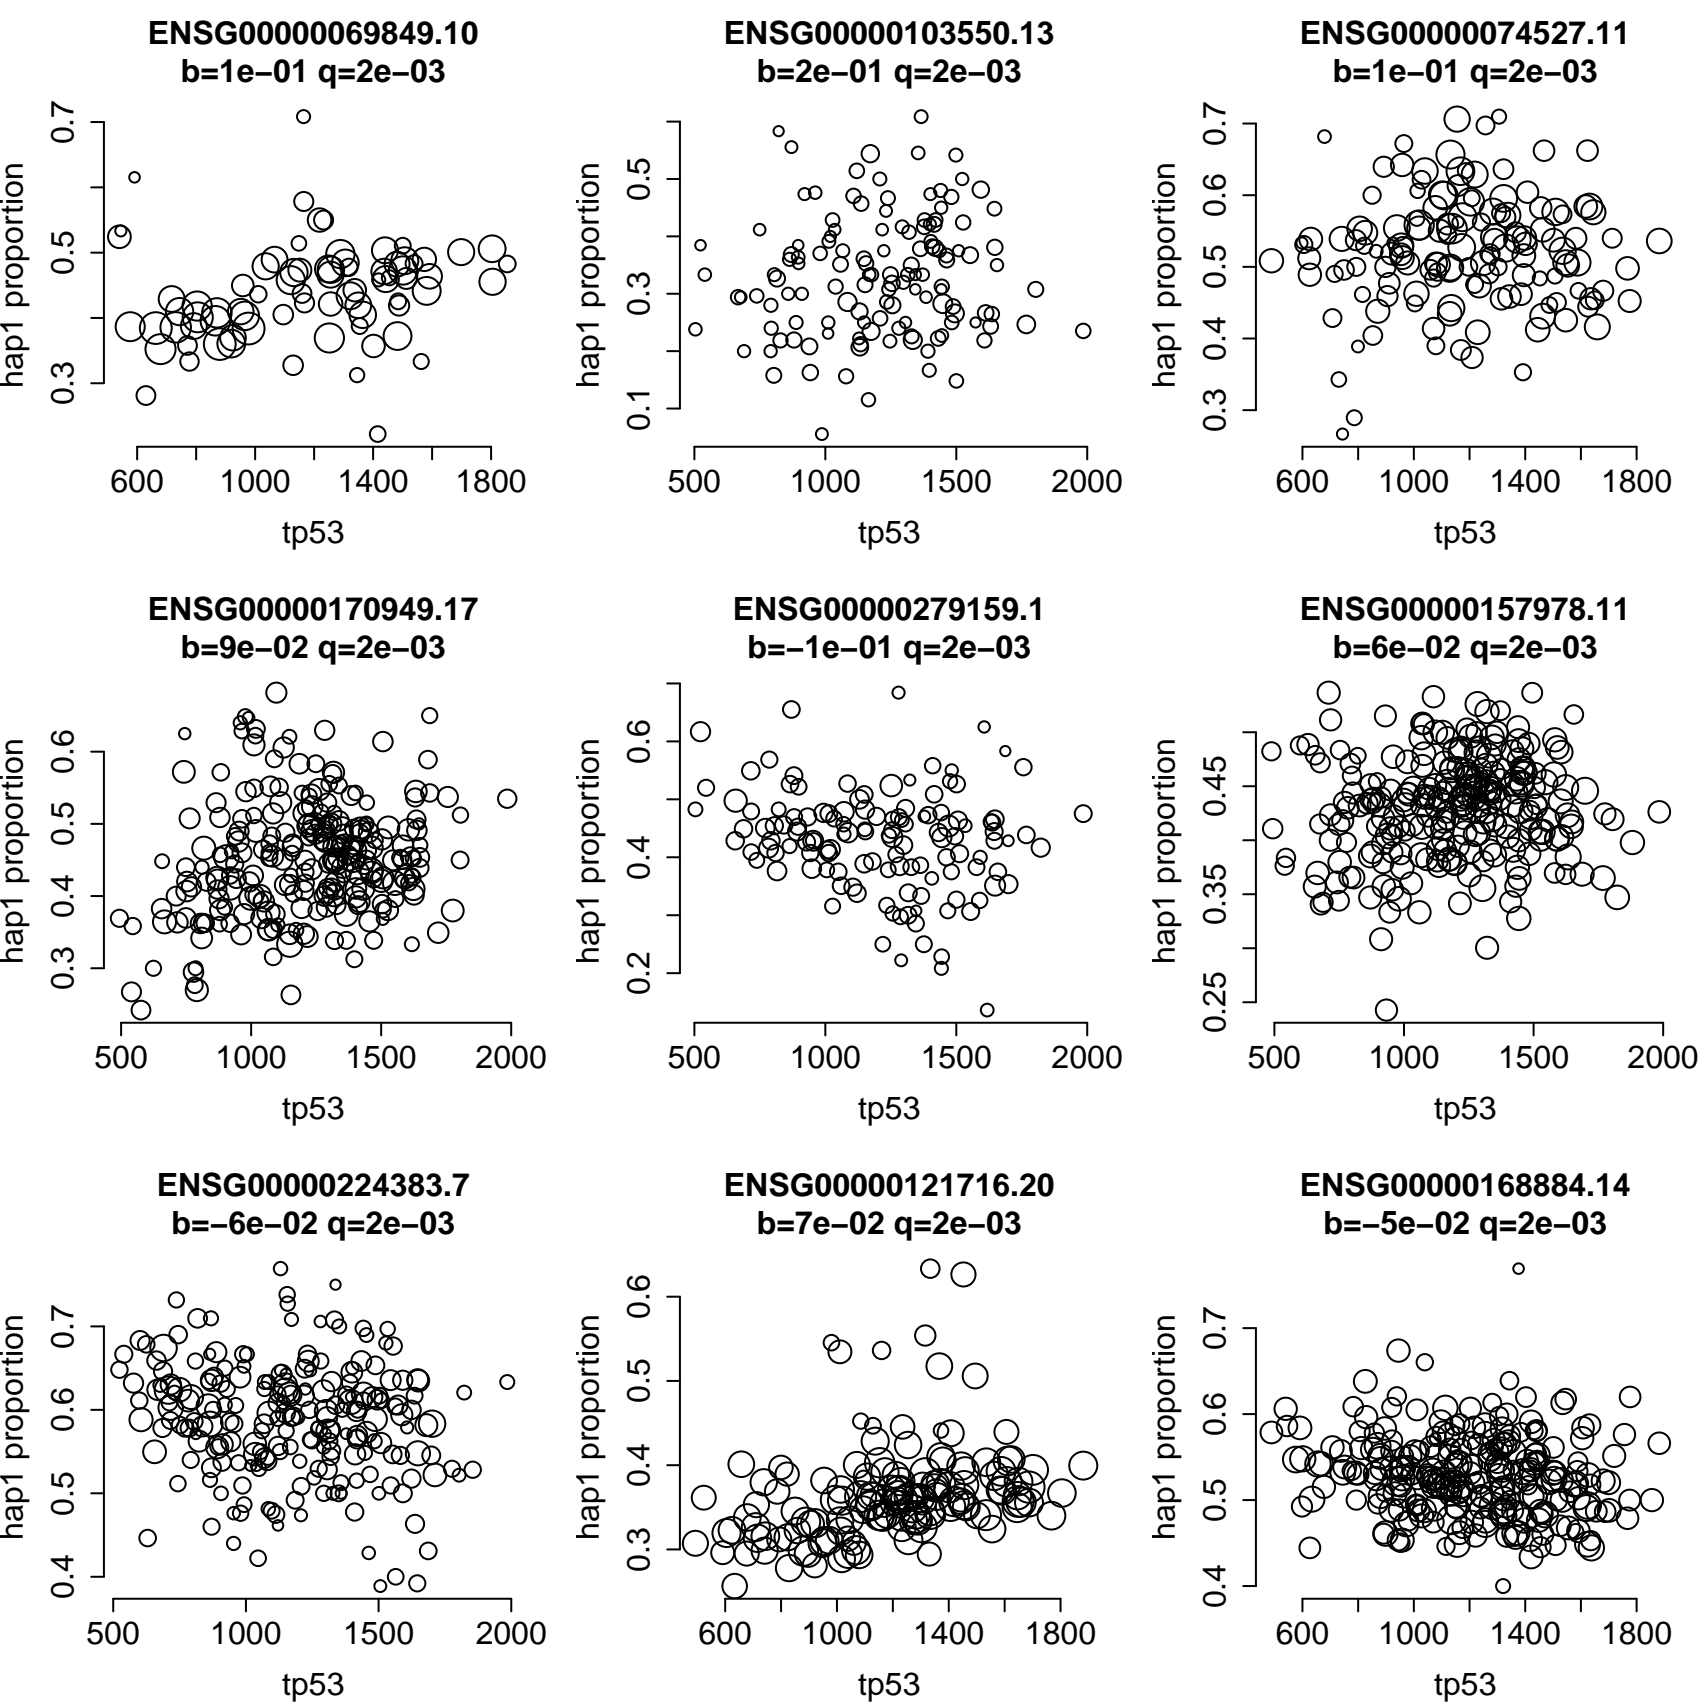 ENSG00000069849.10
b=1e−01 q=2e−03
0.3 0.5 0.7
hap1 proportion
600 1000 1400 1800
tp53
ENSG00000103550.13
b=2e−01 q=2e−03
0.1 0.3 0.5
hap1 proportion
500 1000 1500 2000
tp53
ENSG00000074527.11
b=1e−01 q=2e−03
0.3 0.4 0.5 0.6 0.7
hap1 proportion
600 1000 1400 1800
tp53
ENSG00000170949.17
b=9e−02 q=2e−03
0.3 0.4 0.5 0.6
hap1 proportion
500 1000 1500 2000
tp53
ENSG00000279159.1
b=−1e−01 q=2e−03
0.2 0.4 0.6
hap1 proportion
500 1000 1500 2000
tp53
ENSG00000157978.11
b=6e−02 q=2e−03
0.25 0.35 0.45
hap1 proportion
500 1000 1500 2000
tp53
ENSG00000224383.7
b=−6e−02 q=2e−03
0.4 0.5 0.6 0.7
hap1 proportion
500 1000 1500 2000
tp53
ENSG00000121716.20
b=7e−02 q=2e−03
0.3 0.4 0.5 0.6
hap1 proportion
600 1000 1400 1800
tp53
ENSG00000168884.14
b=−5e−02 q=2e−03
0.4 0.5 0.6 0.7
hap1 proportion
600 1000 1400 1800
tp53